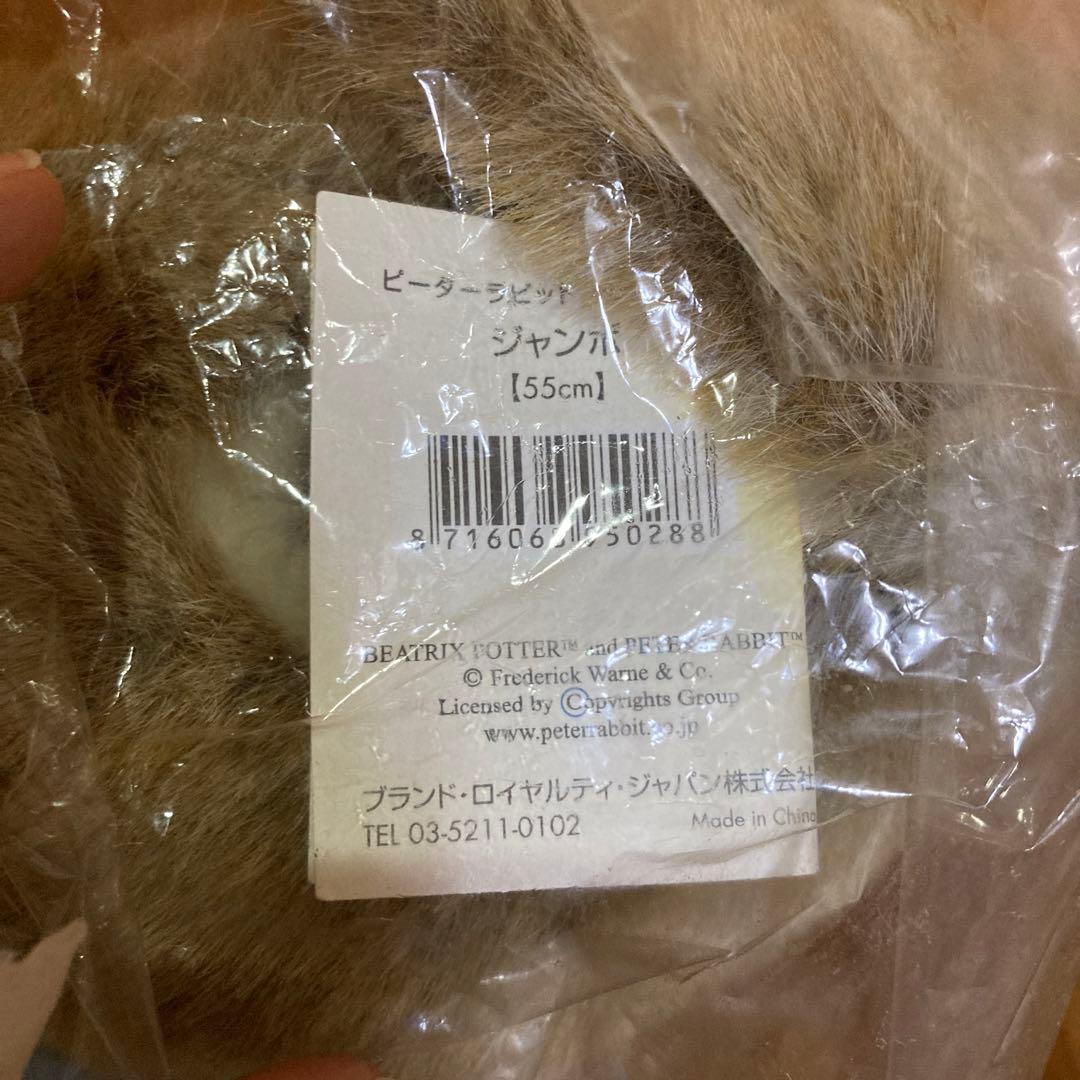 ピーターラビット
ジャンボ
【55cm】
BEATRIX POTTER™ and PETER RABBIT™
© Frederick Warne & Co.
Licensed by Copyrights Group
www.peterrabbit.co.jp
ブランド・ロイヤルティ・ジャパン株式会社
TEL 03-5211-0102
Made in China